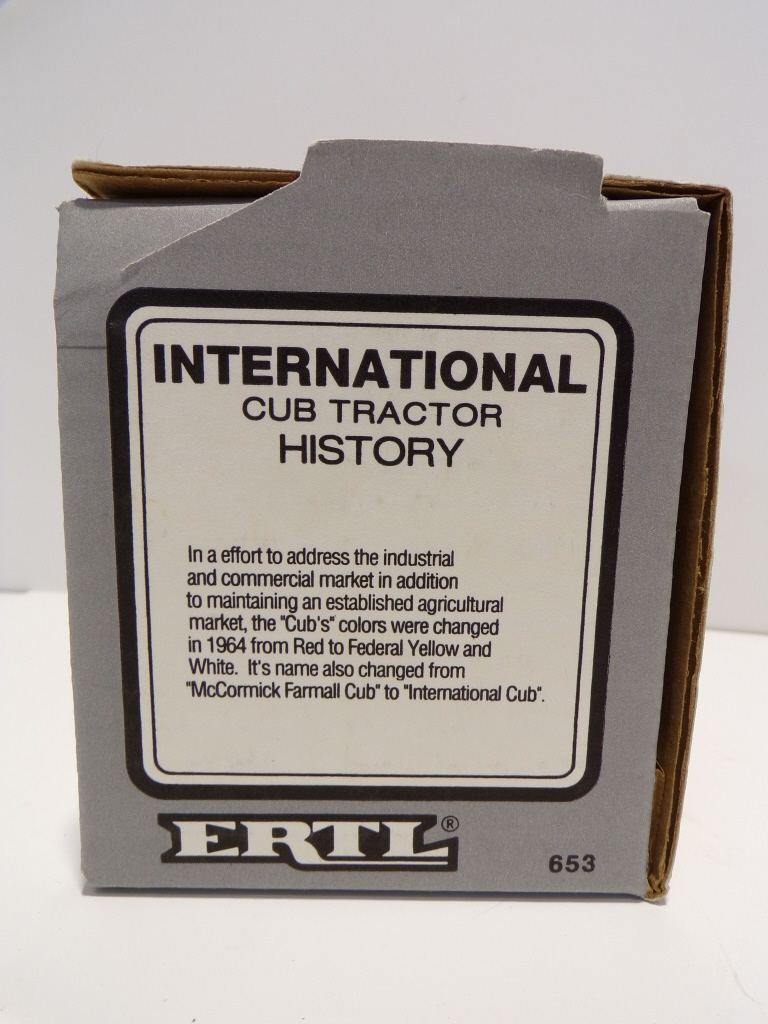 INTERNATIONAL
CUB TRACTOR
HISTORY
In a effort to address the industrial
and commercial market in addition
to maintaining an established agricultural
market, the "Cub's" colors were changed
in 1964 from Red to Federal Yellow and
White. It's name also changed from
"McCormick Farmall Cub" to "International Cub".
ERTL®
653